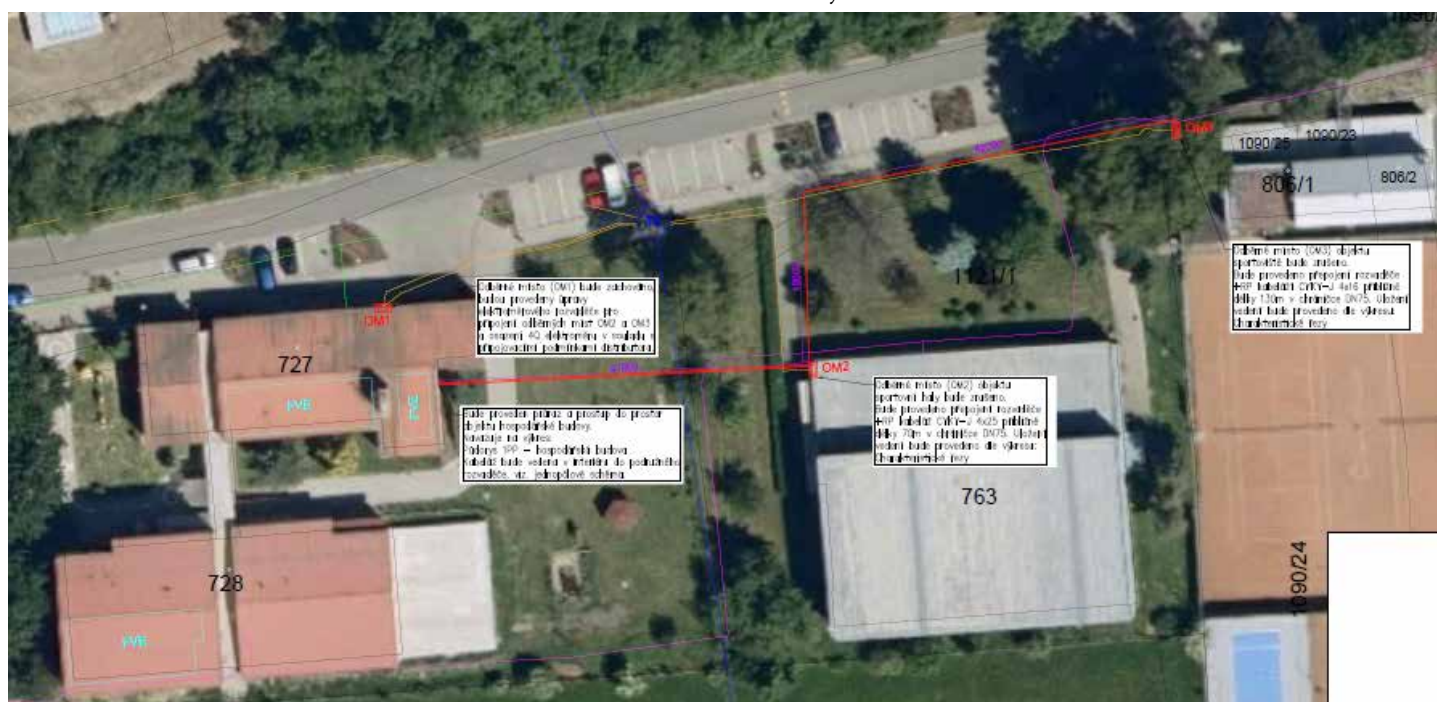 1090/25
1090/23
806/1
806/2
Odběrné místo (OM3) objektu
sportoviště bude zrušeno.
Bude provedeno přepojení rozvaděče
RP kabeláží CYKY-J 4x16 přibližné
délky 130m v chráničce DN75. Uložení
vedení bude provedeno dle výkresu:
Charakteristické řezy
1121/1
Odběrné místo (OM1) bude zachováno,
budou provedeny úpravy
elektroměrového rozvaděče pro
připojení odběrných míst OM2 a OM3
a osazení 4Q elektroměru v souladu s
připojovacími podmínkami distributora.
OM1
727
FVE
FVE
OM2
Bude proveden průraz a prostup do prostor
objektu hospodářské budovy.
Navazuje na výkres:
Půdorys 1PP – hospodářská budova
Kabeláž bude vedena v interiéru do podružného
rozvaděče, viz. jednopólové schéma.
Odběrné místo (OM2) objektu
sportovní haly bude zrušeno.
Bude provedeno přepojení rozvaděče
RP kabeláží CYKY-J 4x25 přibližné
délky 70m v chráničce DN75. Uložení
vedení bude provedeno dle výkresu:
Charakteristické řezy
763
728
FVE
1090/24